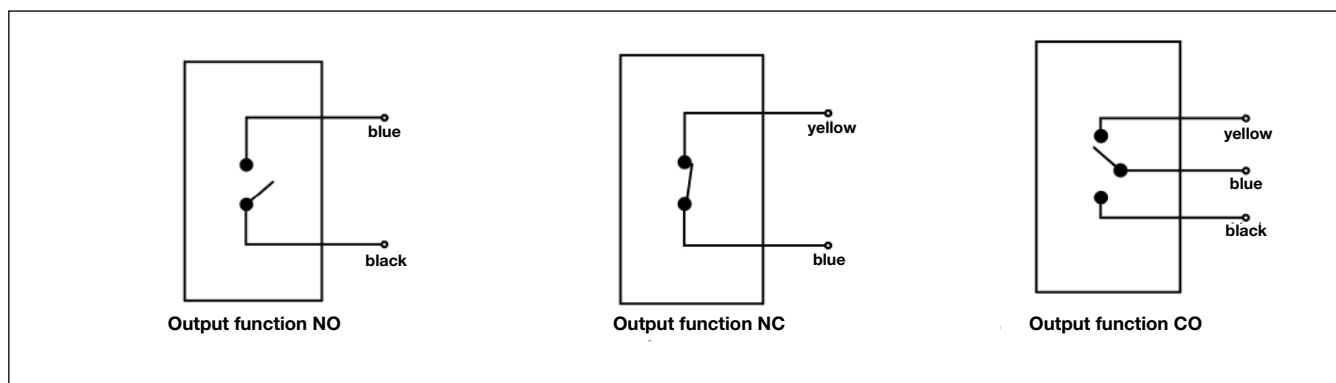 blue
black
Output function NO
yellow
blue
Output function NC
yellow
blue
black
Output function CO